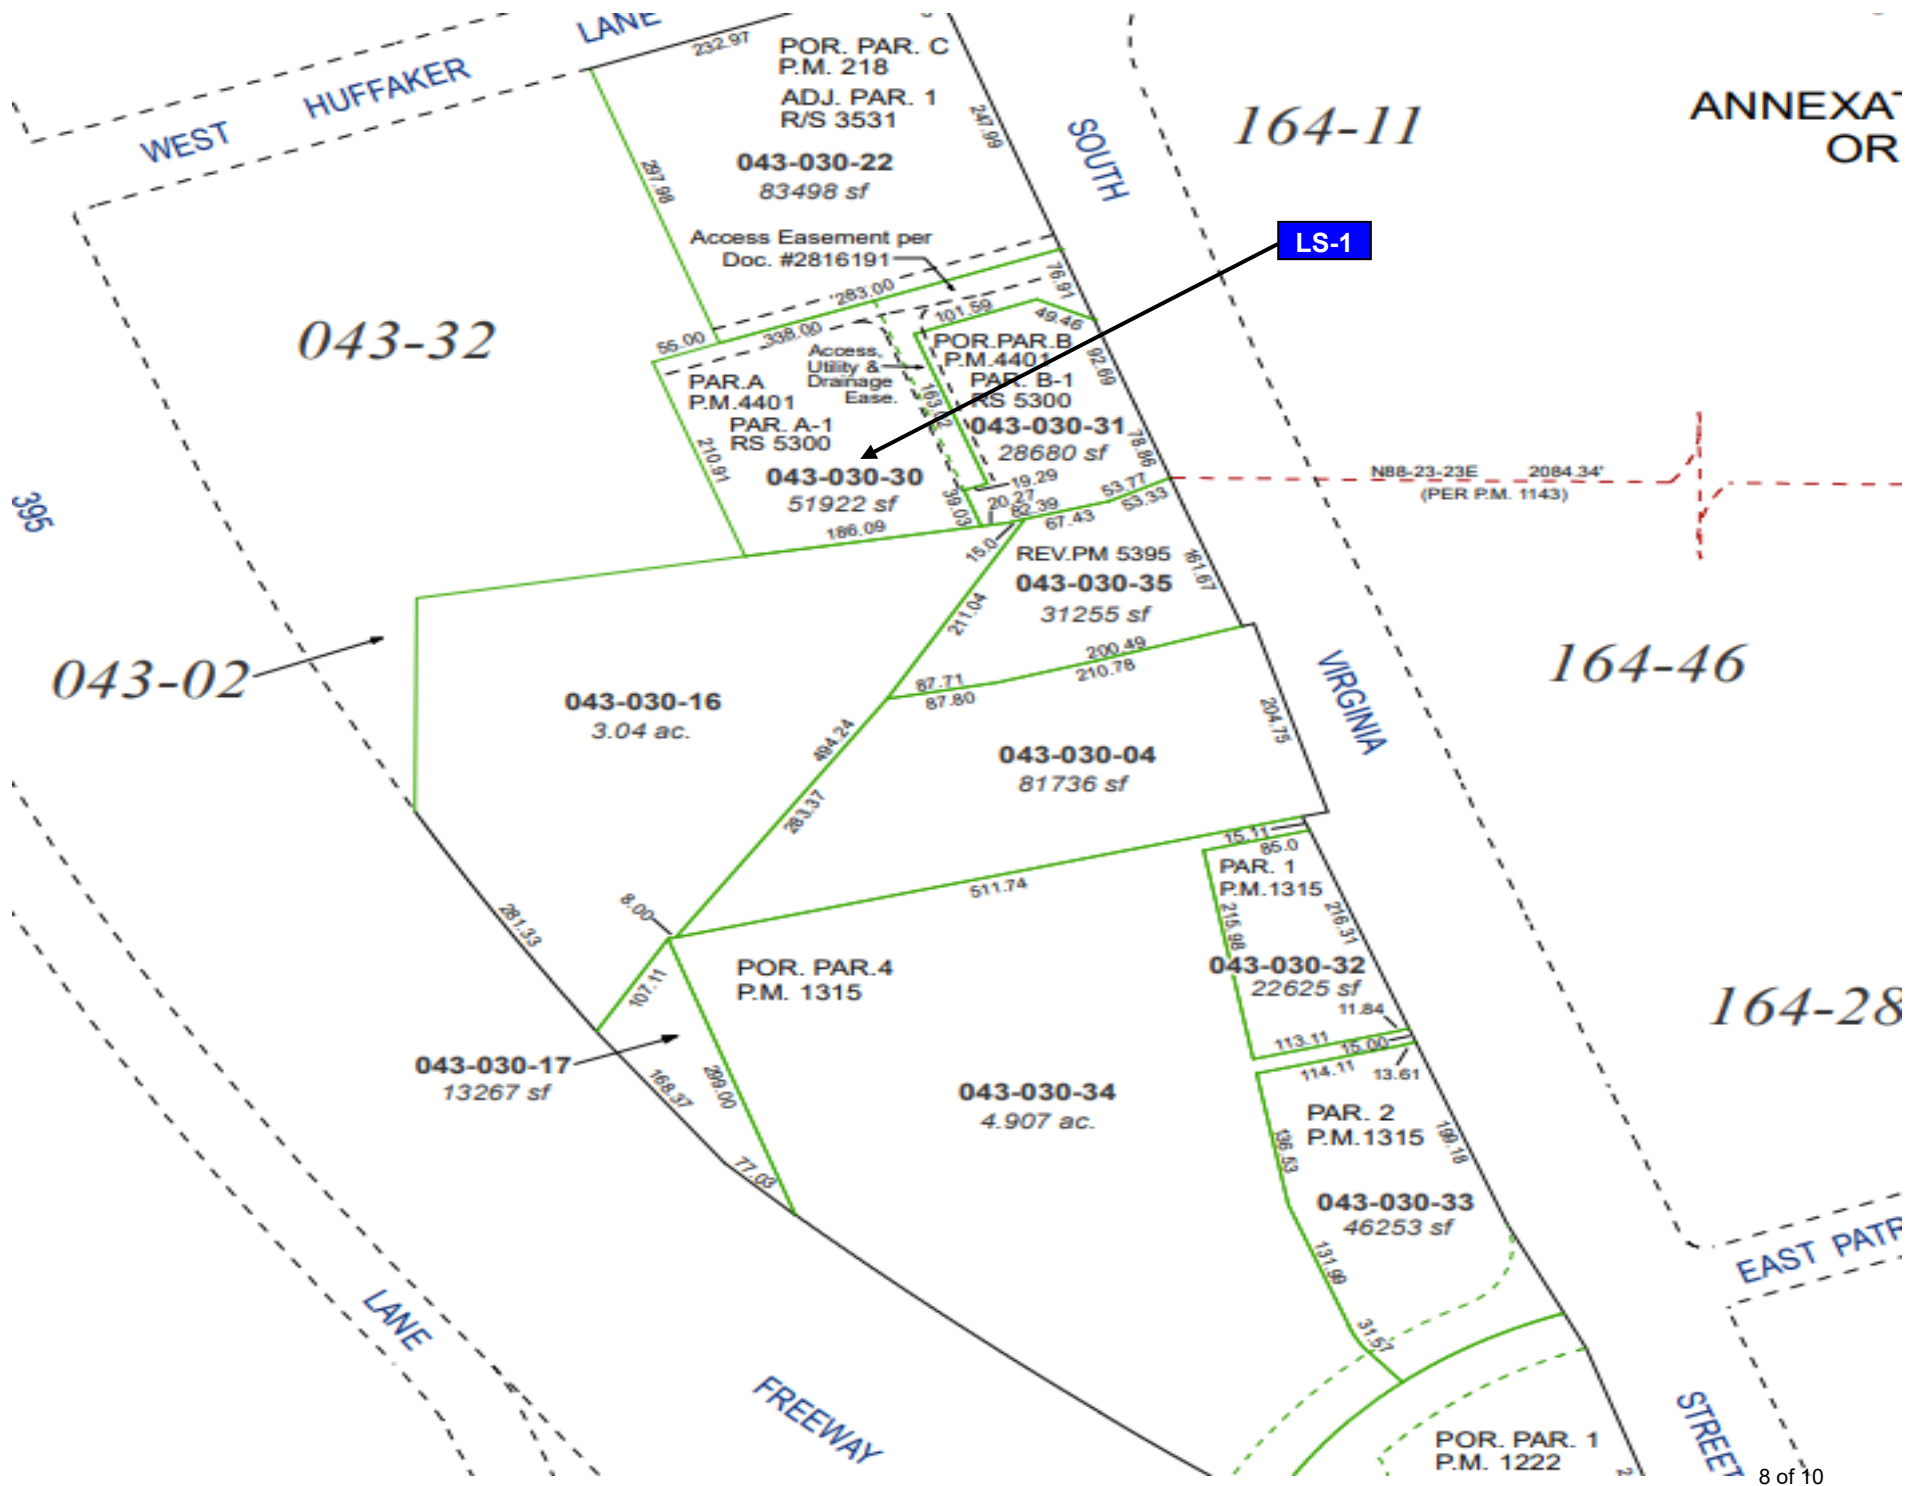 LANE
232.97
POR. PAR. C
P.M. 218
ADJ. PAR. 1
R/S 3531
043-030-22
83498 sf
HUFFAKER
WEST
297.98
247.99
SOUTH
164-11
ANNEXA
OR
LS-1
Access Easement per
Doc. #2816191
76.91
283.00
338.00
55.00
101.59
49.46
043-32
Access,
Utility &
Drainage
Ease.
POR.PAR.B
P.M.4401
PAR. B-1
RS 5300
043-030-31
28680 sf
92.69
78.86
PAR.A
P.M.4401
PAR. A-1
RS 5300
043-030-30
51922 sf
210.91
163.02
39.03
19.29
20.27
82.39
53.77
53.33
67.43
186.09
15.0
N88-23-23E 2084.34'
(PER P.M. 1143)
395
REV.PM 5395
043-030-35
31255 sf
161.67
211.04
200.49
210.78
87.71
87.80
043-02
164-46
VIRGINIA
043-030-16
3.04 ac.
494.24
283.37
043-030-04
81736 sf
204.75
15.11
85.0
PAR. 1
P.M.1315
511.74
8.00
281.33
215.98
216.31
043-030-32
22625 sf
11.84
107.11
POR. PAR.4
P.M. 1315
164-28
113.11
15.00
114.11
13.61
043-030-17
13267 sf
168.37
299.00
77.03
043-030-34
4.907 ac.
PAR. 2
P.M.1315
136.53
199.18
043-030-33
46253 sf
131.99
31.57
EAST PATR
LANE
FREEWAY
STREET
POR. PAR. 1
P.M. 1222
8 of 10